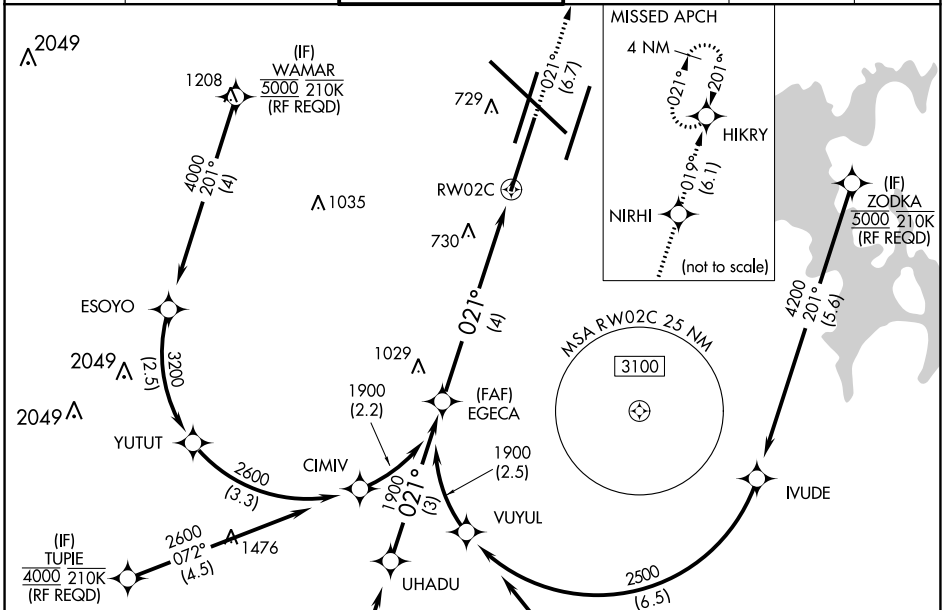 2049
(IF)
WAMAR
5000 210K
(RF REQD)
1208
4000
201°
(4)
1035
ESOYO
3200
(2.5)
2049
2049
YUTUT
2600
(3.3)
CIMIV
1900
(2.2)
(IF)
TUPIE
4000 210K
(RF REQD)
2600
072°
(4.5)
1476
729
021°
(6.7)
RW02C
730
021°
(4)
1029
(FAF)
EGECA
1900
021°
(3)
1900
(2.5)
VUYUL
UHADU
MISSED APCH
4 NM
021°
201°
HIKRY
019°
(6.1)
NIRHI
(not to scale)
MSA RW02C 25 NM
3100
(IF)
ZODKA
5000 210K
(RF REQD)
4200
201°
(5.6)
IVUDE
2500
(6.5)